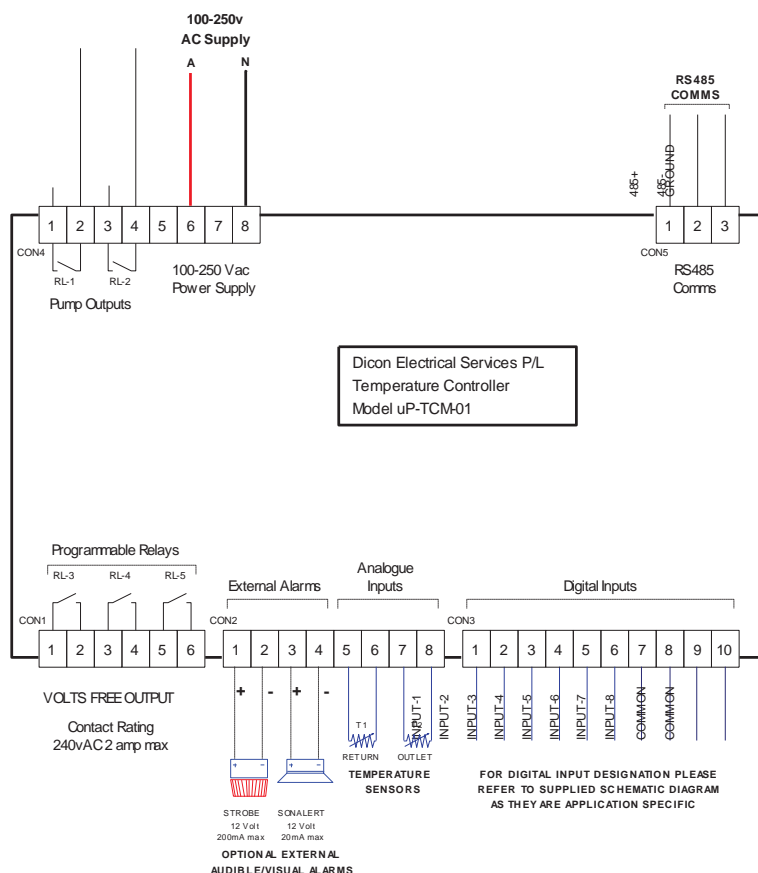 100-250v
AC Supply
A N
RS485
COMMS
485+
485-
GROUND
1 2 3 4 5 6 7 8
1 2 3
CON4
CON5
RL-1 RL-2
Pump Outputs
100-250 Vac
Power Supply
RS485
Comms
Dicon Electrical Services P/L
Temperature Controller
Model uP-TCM-01
Programmable Relays
RL-3 RL-4 RL-5
External Alarms
Analogue
Inputs
Digital Inputs
CON1
CON2
CON3
1 2 3 4 5 6
1 2 3 4 5 6 7 8
1 2 3 4 5 6 7 8 9 10
VOLTS FREE OUTPUT
Contact Rating
240vAC 2 amp max
+ - + -
INPUT-1
INPUT-2
INPUT-3
INPUT-4
INPUT-5
INPUT-6
INPUT-7
INPUT-8
COMMON
COMMON
T1
RETURN
OUTLET
TEMPERATURE
SENSORS
+ - + -
STROBE
12 Volt
200mA max
SONALERT
12 Volt
20mA max
OPTIONAL EXTERNAL
AUDIBLE/VISUAL ALARMS
FOR DIGITAL INPUT DESIGNATION PLEASE
REFER TO SUPPLIED SCHEMATIC DIAGRAM
AS THEY ARE APPLICATION SPECIFIC